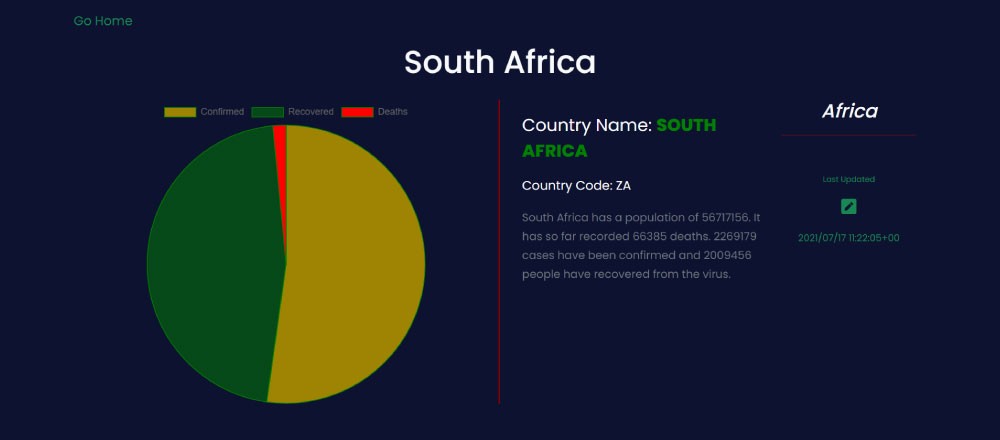 Go Home
South Africa
Confirmed Recovered Deaths
Country Name: SOUTH
AFRICA
Country Code: ZA
South Africa has a population of 56717156. It
has so far recorded 66385 deaths. 2269179
cases have been confirmed and 2009456
people have recovered from the virus.
Africa
Last Updated
2021/07/17 11:22:05+00